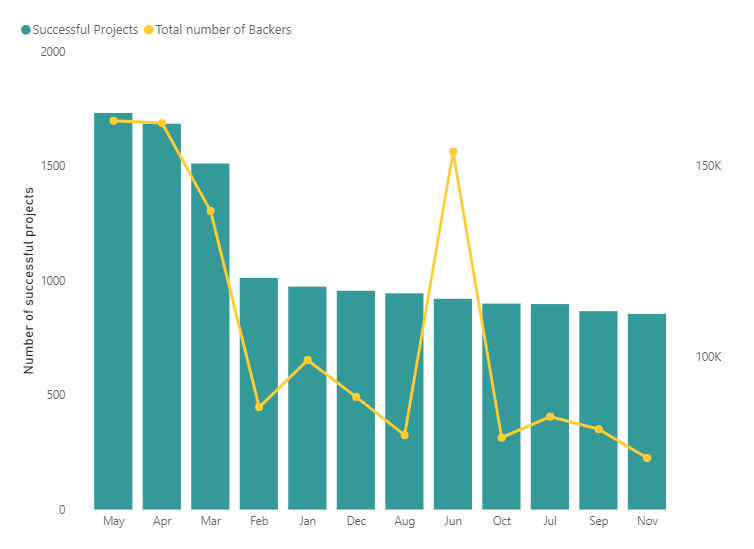 Successful Projects Total number of Backers
2000
1500
1000
500
0
Number of successful projects
150K
100K
May Apr Mar Feb Jan Dec Aug Jun Oct Jul Sep Nov